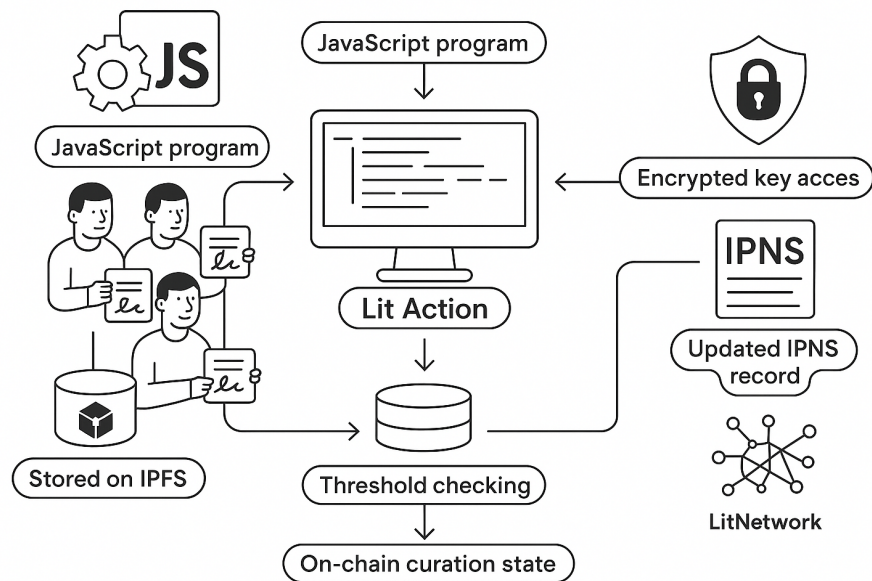 JS
JavaScript program
JavaScript program
Encrypted key acces
Lit Action
IPNS
Updated IPNS
record
Stored on IPFS
Threshold checking
LitNetwork
On-chain curation state